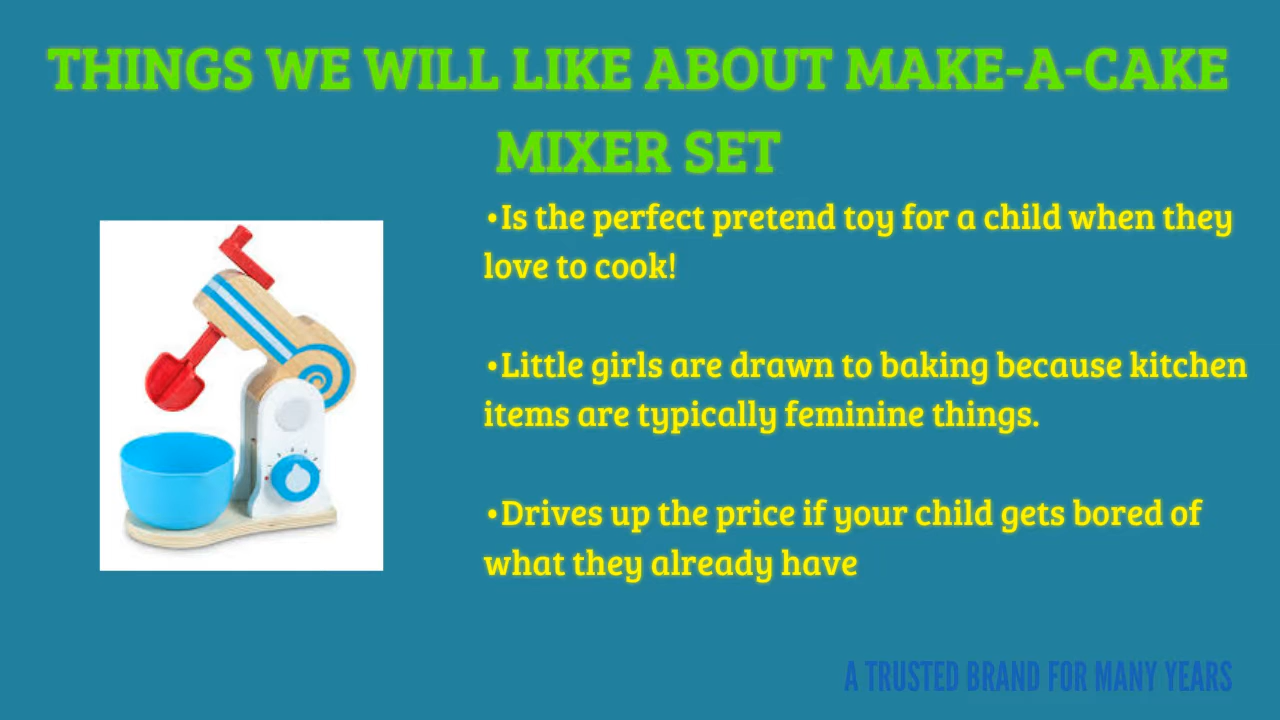 THINGS WE WILL LIKE ABOUT MAKE-A-CAKE
MIXER SET
•Is the perfect pretend toy for a child when they
love to cook!
•Little girls are drawn to baking because kitchen
items are typically feminine things.
•Drives up the price if your child gets bored of
what they already have
A TRUSTED BRAND FOR MANY YEARS